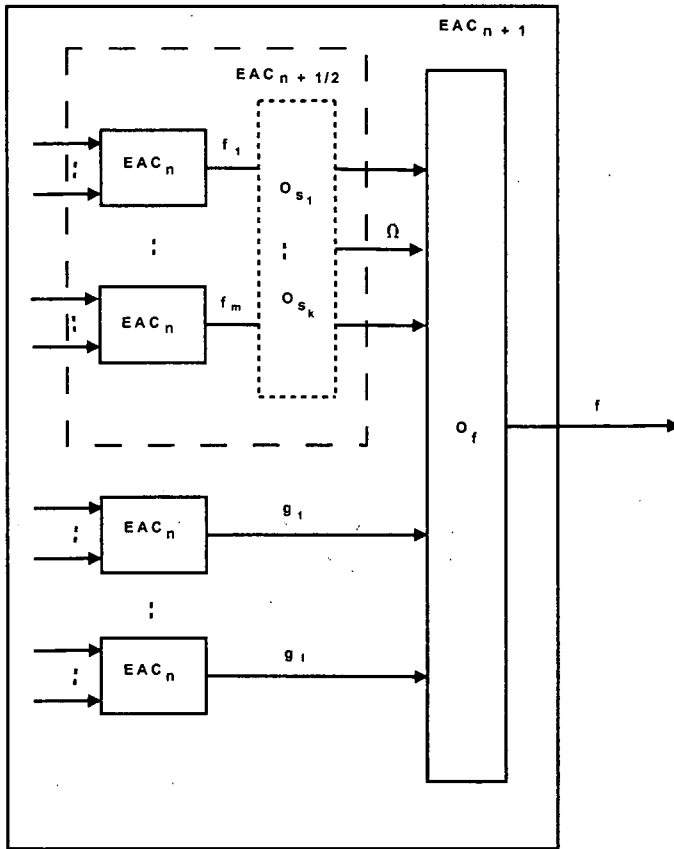 EAC n + 1
EAC n + 1/2
EAC n
f 1
O s 1
Ω
EAC n
f m
O s k
f
O f
EAC n
g 1
EAC n
g l